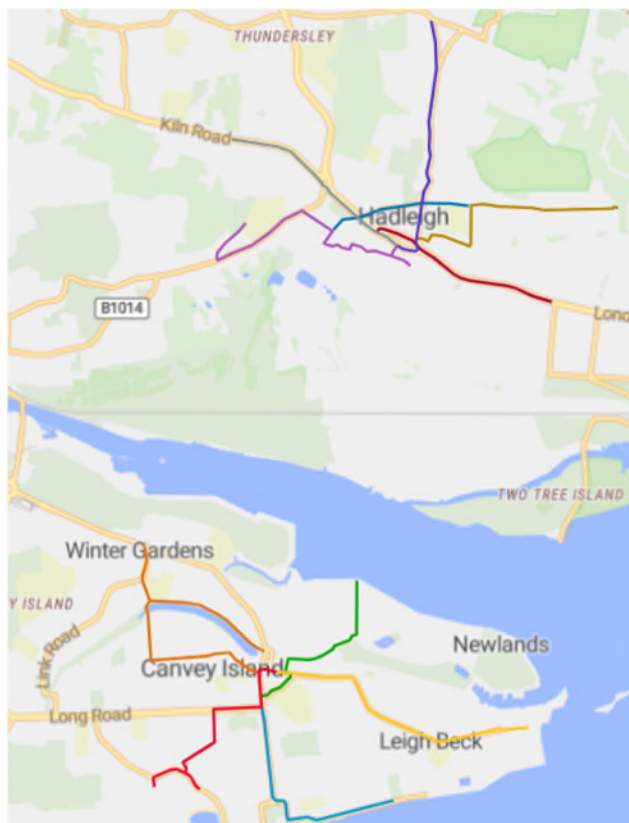 THUNDERSLEY
Kiln Road
Hadleigh
B1014
Lond
TWO TREE ISLAND
Winter Gardens
Y ISLAND
Link Road
Canvey Island
Newlands
Long Road
Leigh Beck